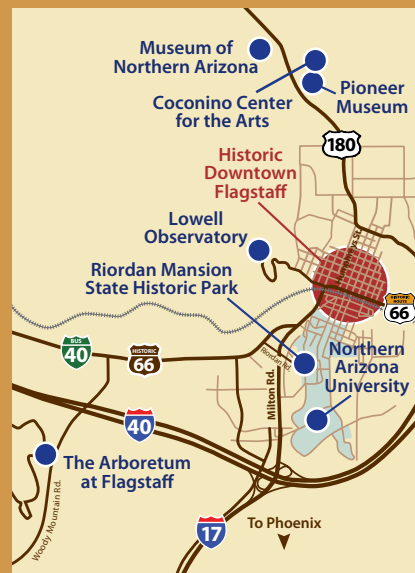 Museum of
Northern Arizona
Coconino Center
for the Arts
Pioneer
Museum
180
Historic
Downtown
Flagstaff
Humphreys St.
Lowell
Observatory
Riordan Mansion
State Historic Park
HISTORIC
ROUTE
66
BUS
40
HISTORIC
66
Riordan Rd.
Northern
Arizona
University
Milton Rd.
40
The Arboretum
at Flagstaff
Woody Mountain Rd.
17
To Phoenix